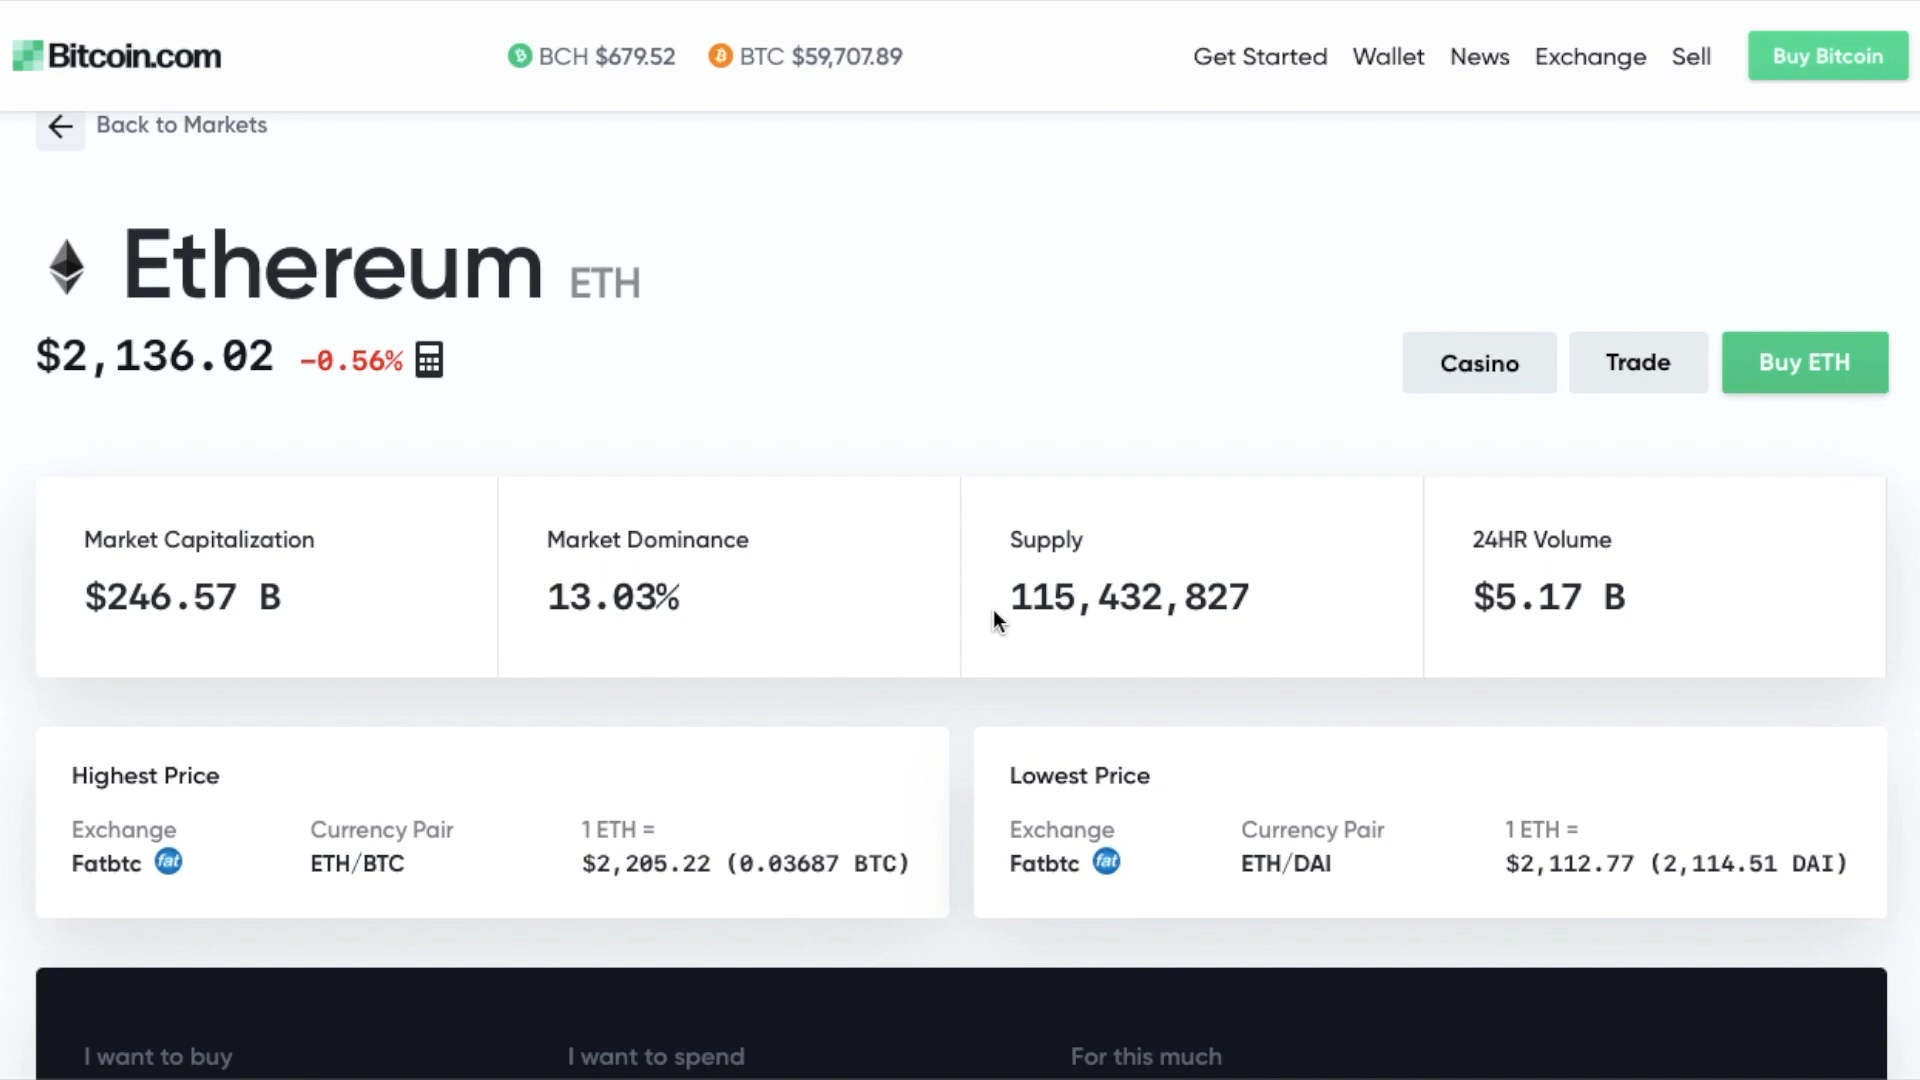 Bitcoin.com
BCH $679.52 BTC $59,707.89
Get Started Wallet News Exchange Sell Buy Bitcoin
Back to Markets
Ethereum ETH
$2,136.02 -0.56%
Casino Trade Buy ETH
Market Capitalization Market Dominance Supply 24HR Volume
$246.57 B 13.03% 115,432,827 $5.17 B
Highest Price
Exchange Currency Pair 1 ETH =
Fatbtc fat ETH/BTC $2,205.22 (0.03687 BTC)
Lowest Price
Exchange Currency Pair 1 ETH =
Fatbtc fat ETH/DAI $2,112.77 (2,114.51 DAI)
I want to buy I want to spend For this much